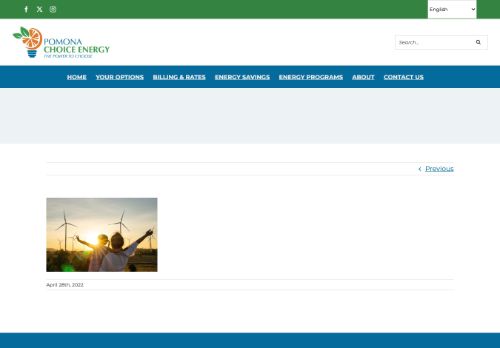 English
POMONA
CHOICE ENERGY
THE POWER TO CHOOSE
Search...
HOME YOUR OPTIONS BILLING & RATES ENERGY SAVINGS ENERGY PROGRAMS ABOUT CONTACT US
Previous
April 28th, 2022